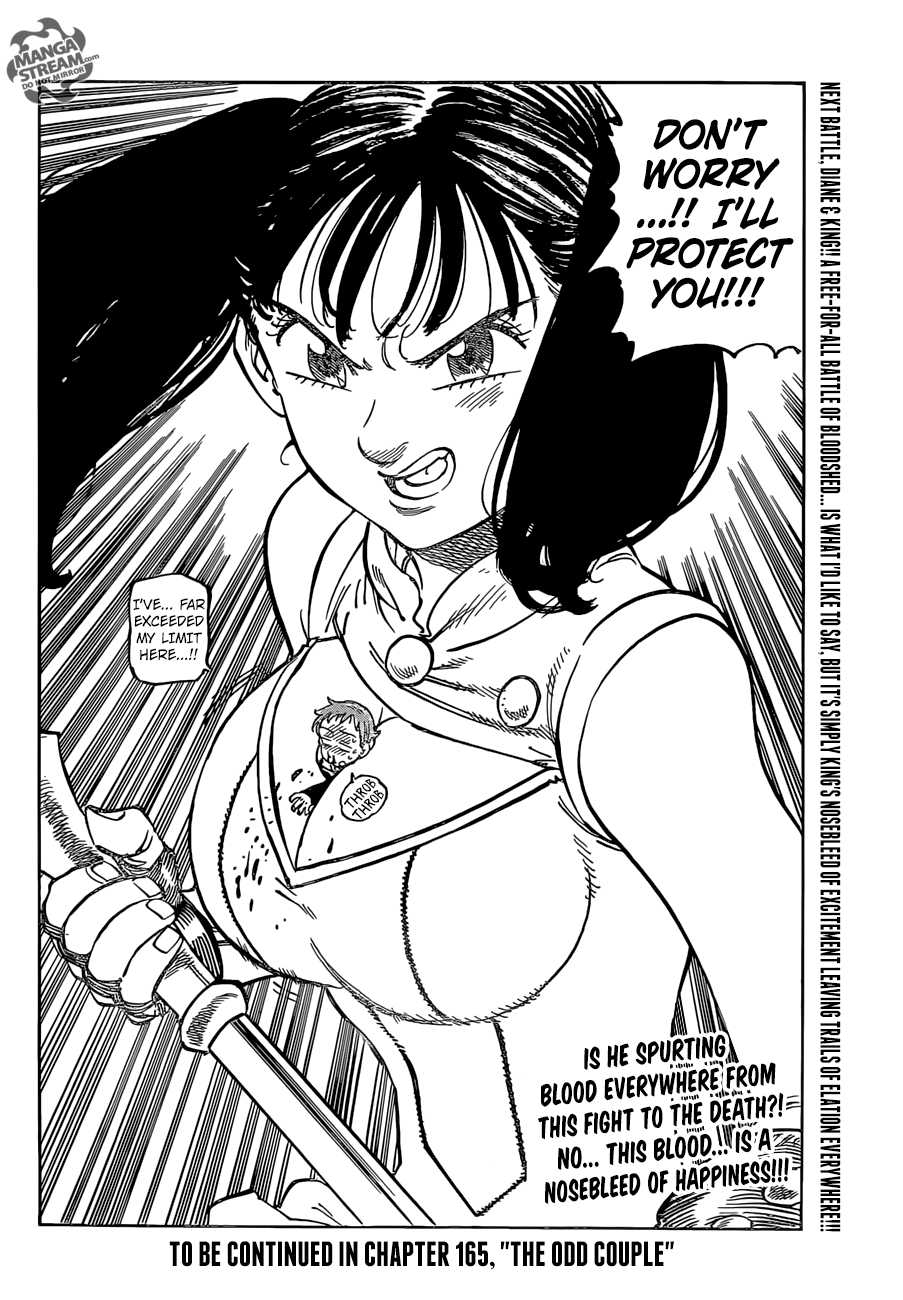 MANGA
STREAM.com
DO NOT MIRROR
DON'T
WORRY
...!! I'LL
PROTECT
YOU!!!
I'VE... FAR
EXCEEDED
MY LIMIT
HERE...!!
THROB
THROB
IS HE SPURTING
BLOOD EVERYWHERE FROM
THIS FIGHT TO THE DEATH?!
NO... THIS BLOOD... IS A
NOSEBLEED OF HAPPINESS!!!
NEXT BATTLE, DIANE & KING!! A FREE-FOR-ALL BATTLE OF BLOODSHED... IS WHAT I'D LIKE TO SAY, BUT IT'S SIMPLY KING'S NOSEBLEED OF EXCITEMENT LEAVING TRAILS OF ELATION EVERYWHERE!!!
TO BE CONTINUED IN CHAPTER 165, "THE ODD COUPLE"